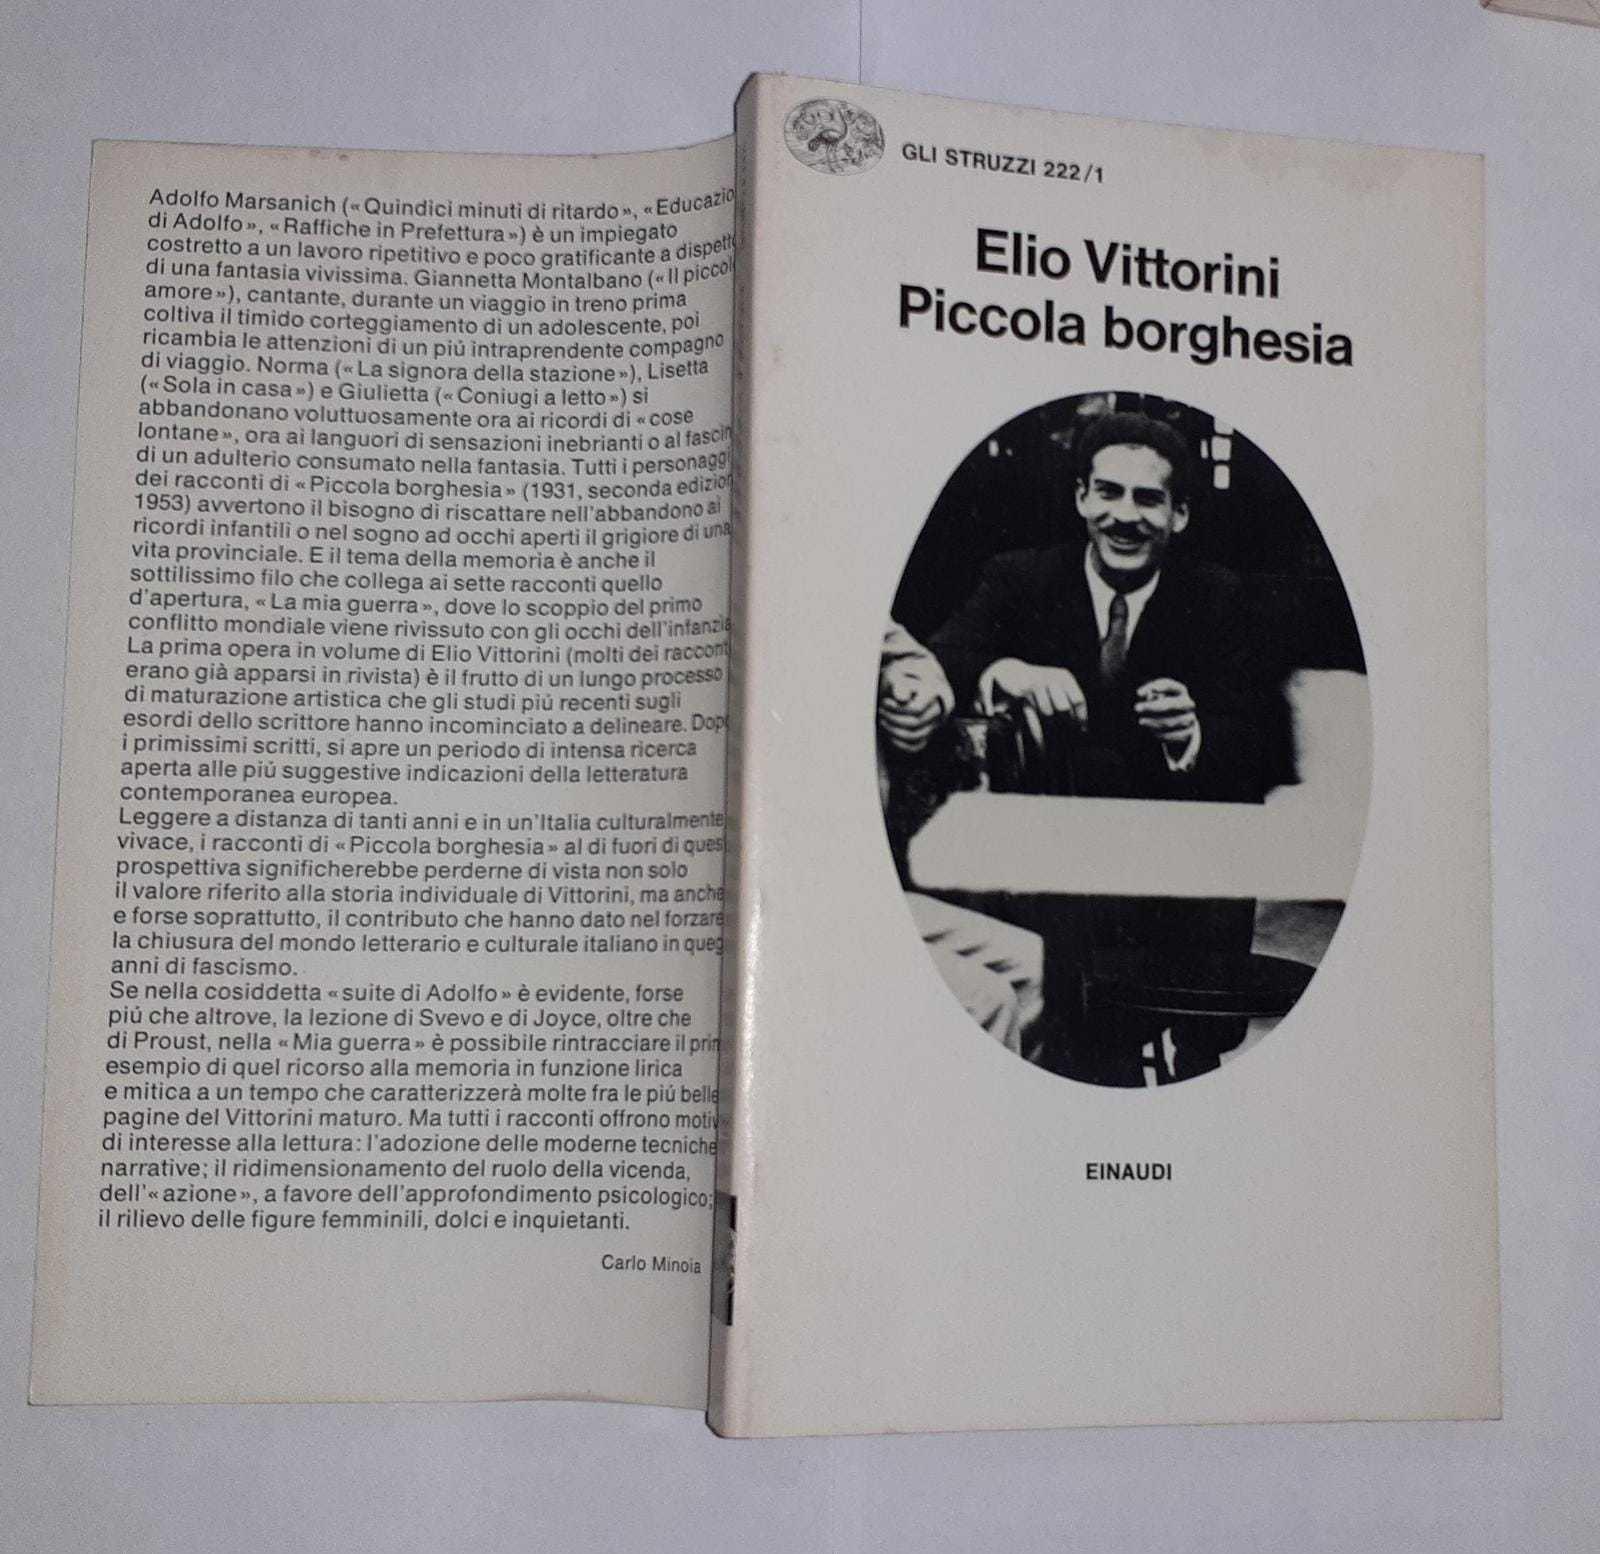 Adolfo Marsanich («Quindici minuti di ritardo», «Educazio
di Adolfo», «Raffiche in Prefettura») è un impiegato
costretto a un lavoro ripetitivo e poco gratificante a dispett
di una fantasia vivissima. Giannetta Montalbano («Il piccol
amore»), cantante, durante un viaggio in treno prima
coltiva il timido corteggiamento di un adolescente, poi
ricambia le attenzioni di un piú intraprendente compagno
di viaggio. Norma («La signora della stazione»), Lisetta
(«Sola in casa») e Giulietta («Coniugi a letto») si
abbandonano voluttuosamente ora ai ricordi di «cose
lontane», ora ai languori di sensazioni inebrianti o al fascin
di un adulterio consumato nella fantasia. Tutti i personaggi
dei racconti di «Piccola borghesia» (1931, seconda edizion
1953) avvertono il bisogno di riscattare nell'abbandono ai
ricordi infantili o nel sogno ad occhi aperti il grigiore di una
vita provinciale. E il tema della memoria è anche il
sottilissimo filo che collega ai sette racconti quello
d'apertura, «La mia guerra», dove lo scoppio del primo
conflitto mondiale viene rivissuto con gli occhi dell'infanzia
La prima opera in volume di Elio Vittorini (molti dei raccont
erano già apparsi in rivista) è il frutto di un lungo processo
di maturazione artistica che gli studi piú recenti sugli
esordi dello scrittore hanno incominciato a delineare. Dopo
i primissimi scritti, si apre un periodo di intensa ricerca
aperta alle piú suggestive indicazioni della letteratura
contemporanea europea.
Leggere a distanza di tanti anni e in un'Italia culturalmente
vivace, i racconti di «Piccola borghesia» al di fuori di ques
prospettiva significherebbe perderne di vista non solo
il valore riferito alla storia individuale di Vittorini, ma anche
e forse soprattutto, il contributo che hanno dato nel forzare
la chiusura del mondo letterario e culturale italiano in queg
anni di fascismo.
Se nella cosiddetta «suite di Adolfo» è evidente, forse
piú che altrove, la lezione di Svevo e di Joyce, oltre che
di Proust, nella «Mia guerra» è possibile rintracciare il prim
esempio di quel ricorso alla memoria in funzione lirica
e mitica a un tempo che caratterizzerà molte fra le piú belle
pagine del Vittorini maturo. Ma tutti i racconti offrono motiv
di interesse alla lettura: l'adozione delle moderne tecniche
narrative; il ridimensionamento del ruolo della vicenda,
dell'«azione», a favore dell'approfondimento psicologico;
il rilievo delle figure femminili, dolci e inquietanti.
Carlo Minoia
GLI STRUZZI 222/1
Elio Vittorini
Piccola borghesia
EINAUDI